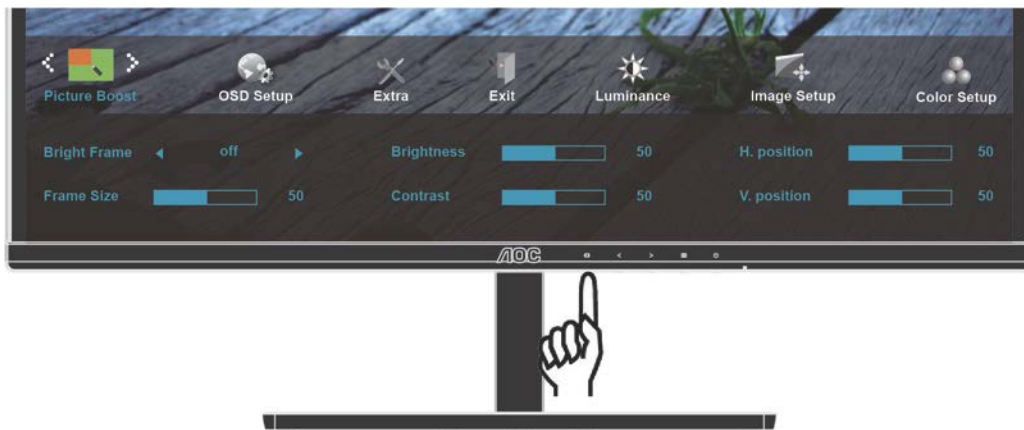 Picture Boost OSD Setup Extra Exit Luminance Image Setup Color Setup
Bright Frame off Brightness 50 H. position 50
Frame Size 50 Contrast 50 V. position 50
AOC